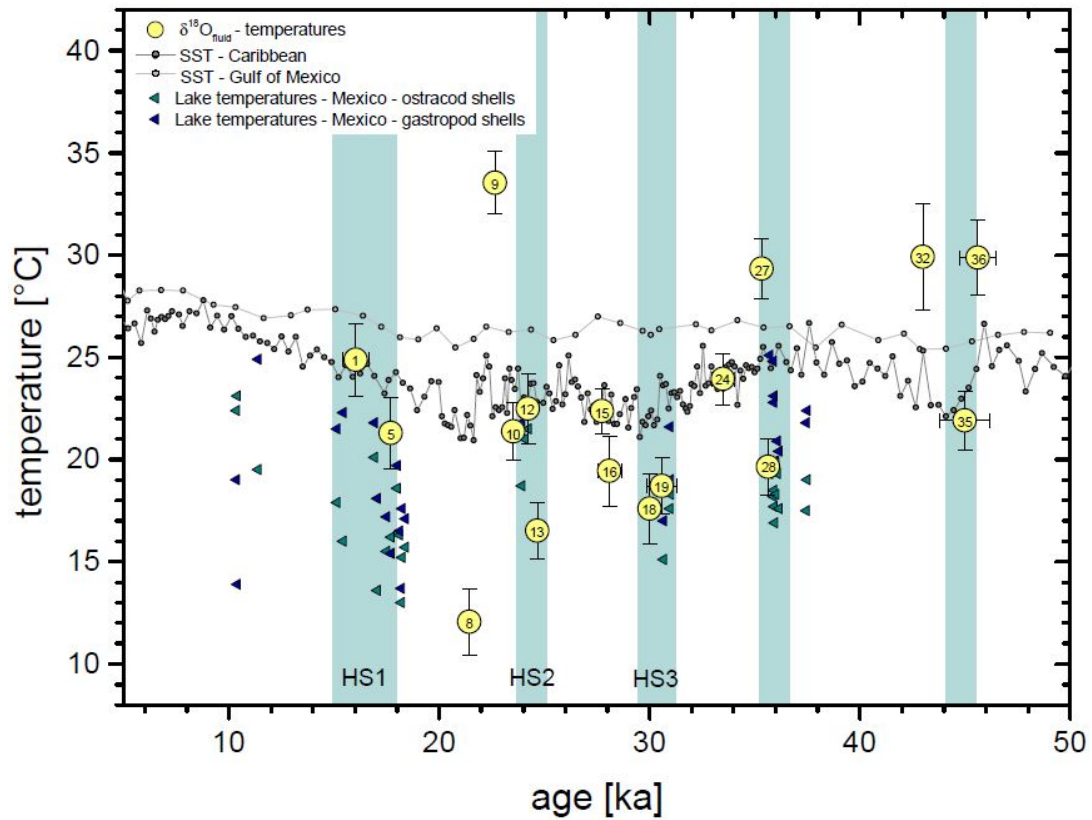 δ¹⁸Ofluid - temperatures
SST - Caribbean
SST - Gulf of Mexico
Lake temperatures - Mexico - ostracod shells
Lake temperatures - Mexico - gastropod shells
40
35
30
25
20
15
10
temperature [°C]
9
27
32
36
1
5
12
10
15
16
24
35
28
19
18
13
8
HS1
HS2
HS3
10
20
30
40
50
age [ka]